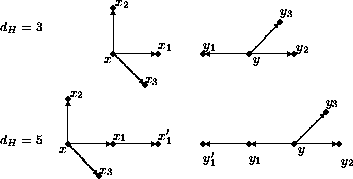 x_2
d_H = 3
y_3
x_1 y_1 y_2
x y
x_3
x_2
y_3
d_H = 5
x_1 x'_1
x y
y'_1 y_1 y_2
x_3